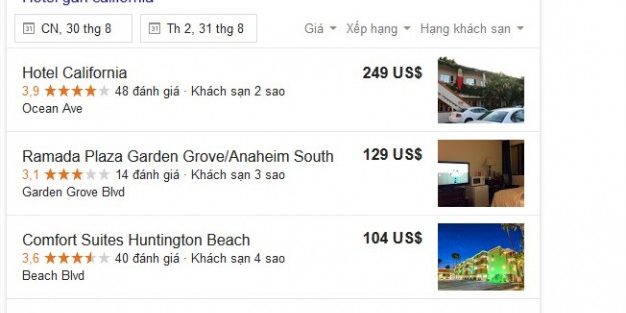 Hotel gần california
CN, 30 thg 8
Th 2, 31 thg 8
Giá
Xếp hạng
Hạng khách sạn
Hotel California
249 US$
3,9 48 đánh giá · Khách sạn 2 sao
Ocean Ave
Ramada Plaza Garden Grove/Anaheim South
129 US$
3,1 14 đánh giá · Khách sạn 3 sao
Garden Grove Blvd
Comfort Suites Huntington Beach
104 US$
3,6 40 đánh giá · Khách sạn 4 sao
Beach Blvd